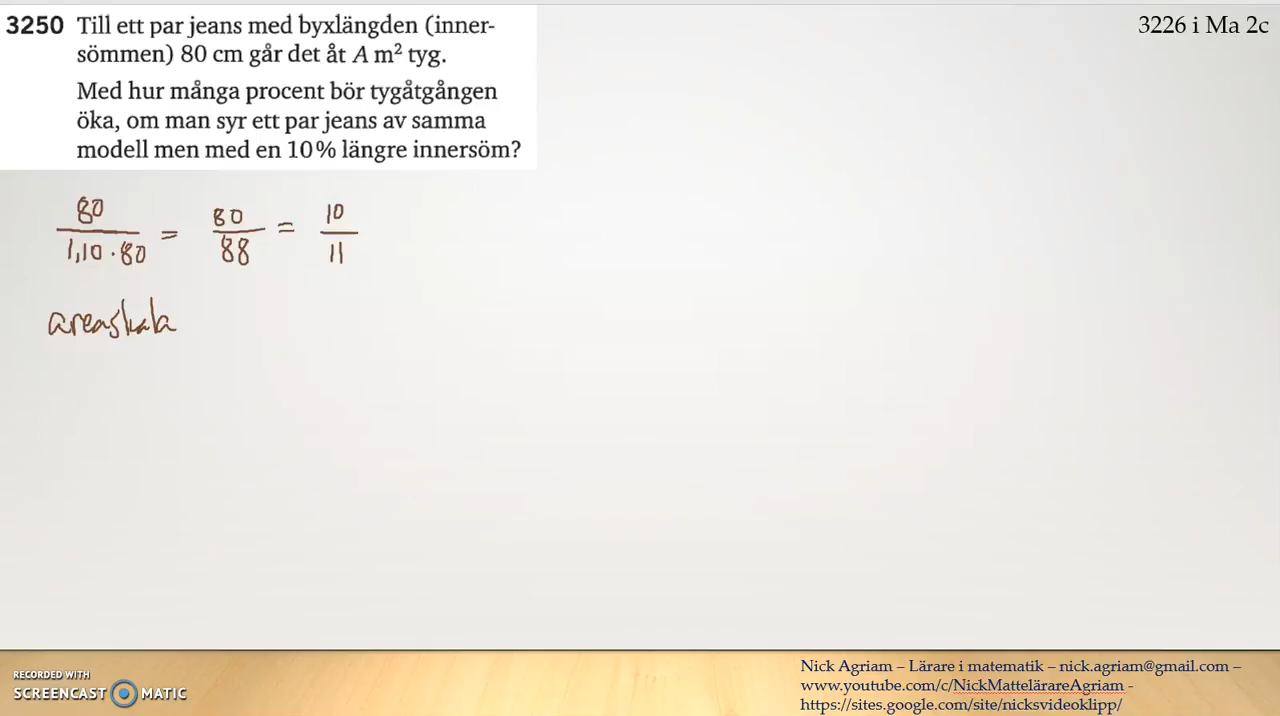 3250 Till ett par jeans med byxlängden (inner-
sömmen) 80 cm går det åt A m² tyg.
Med hur många procent bör tygåtgången
öka, om man syr ett par jeans av samma
modell men med en 10% längre innersöm?
3226 i Ma 2c
80 / 1,10 · 80 = 80 / 88 = 10 / 11
areaskala
RECORDED WITH
SCREENCAST MATIC
Nick Agriam – Lärare i matematik – nick.agriam@gmail.com –
www.youtube.com/c/NickMattelärareAgriam -
https://sites.google.com/site/nicksvideoklipp/